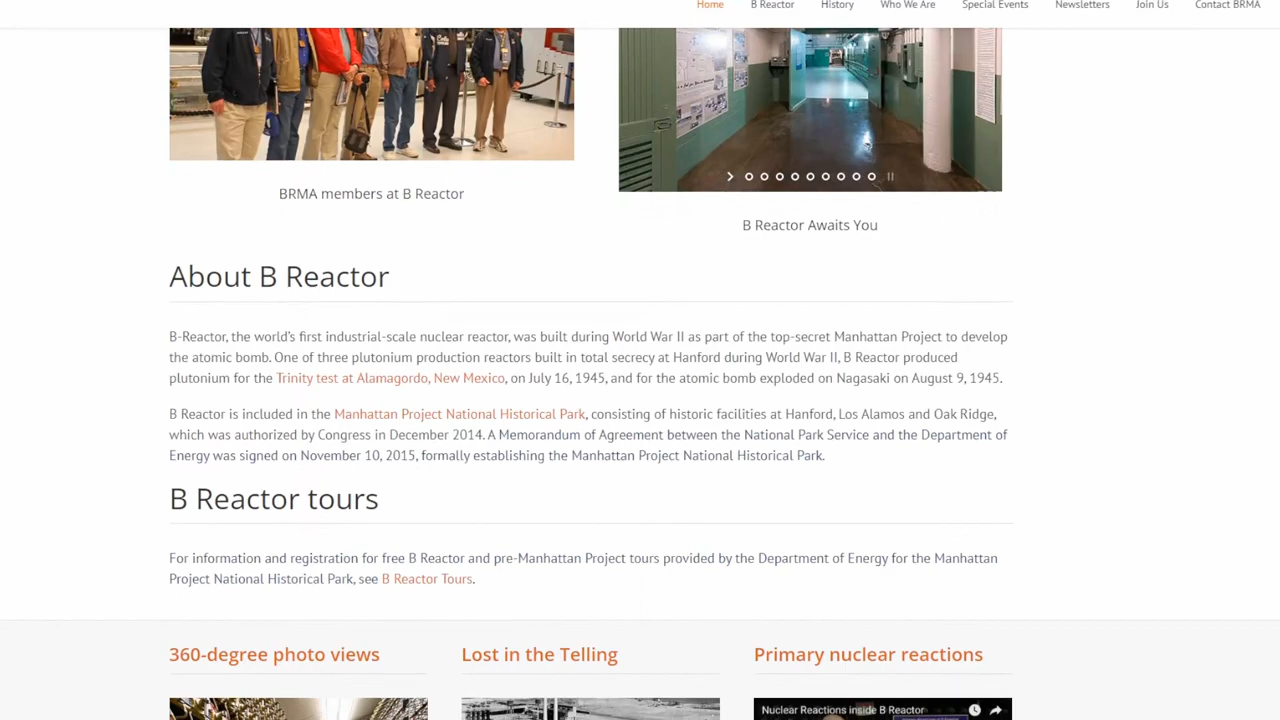 Home B Reactor History Who We Are Special Events Newsletters Join Us Contact BRMA
BRMA members at B Reactor
B Reactor Awaits You
About B Reactor
B-Reactor, the world's first industrial-scale nuclear reactor, was built during World War II as part of the top-secret Manhattan Project to develop
the atomic bomb. One of three plutonium production reactors built in total secrecy at Hanford during World War II, B Reactor produced
plutonium for the Trinity test at Alamagordo, New Mexico, on July 16, 1945, and for the atomic bomb exploded on Nagasaki on August 9, 1945.
B Reactor is included in the Manhattan Project National Historical Park, consisting of historic facilities at Hanford, Los Alamos and Oak Ridge,
which was authorized by Congress in December 2014. A Memorandum of Agreement between the National Park Service and the Department of
Energy was signed on November 10, 2015, formally establishing the Manhattan Project National Historical Park.
B Reactor tours
For information and registration for free B Reactor and pre-Manhattan Project tours provided by the Department of Energy for the Manhattan
Project National Historical Park, see B Reactor Tours.
360-degree photo views
Lost in the Telling
Primary nuclear reactions
Nuclear Reactions inside B Reactor